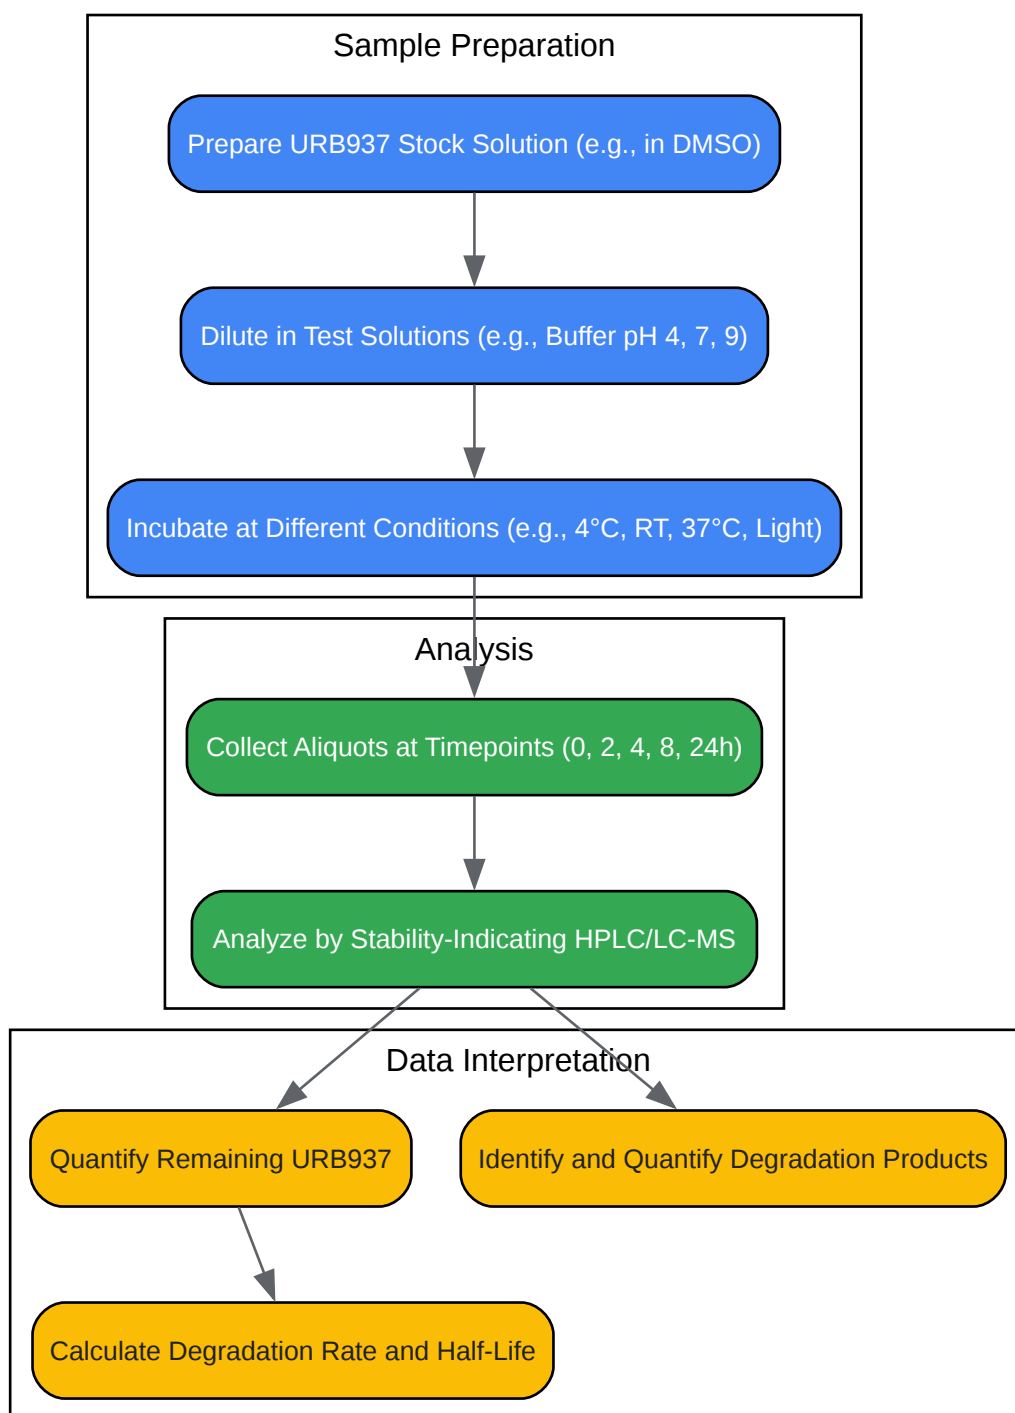 Sample Preparation
Prepare URB937 Stock Solution (e.g., in DMSO)
Dilute in Test Solutions (e.g., Buffer pH 4, 7, 9)
Incubate at Different Conditions (e.g., 4°C, RT, 37°C, Light)
Analysis
Collect Aliquots at Timepoints (0, 2, 4, 8, 24h)
Analyze by Stability-Indicating HPLC/LC-MS
Data Interpretation
Quantify Remaining URB937
Identify and Quantify Degradation Products
Calculate Degradation Rate and Half-Life